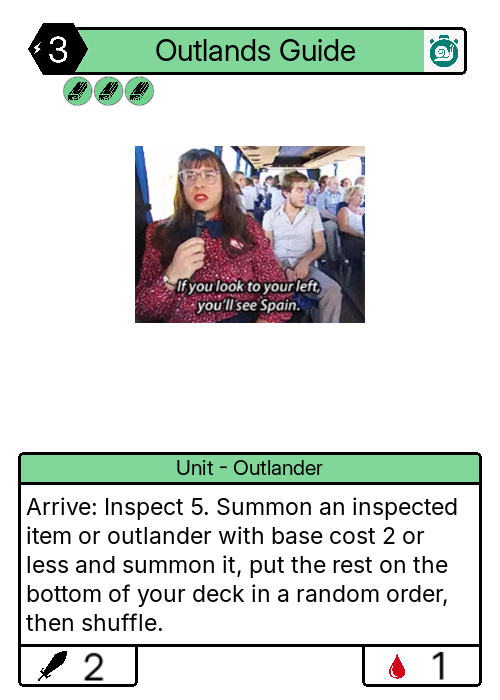 3
Outlands Guide
If you look to your left,
you'll see Spain.
Unit - Outlander
Arrive: Inspect 5. Summon an inspected
item or outlander with base cost 2 or
less and summon it, put the rest on the
bottom of your deck in a random order,
then shuffle.
2
1